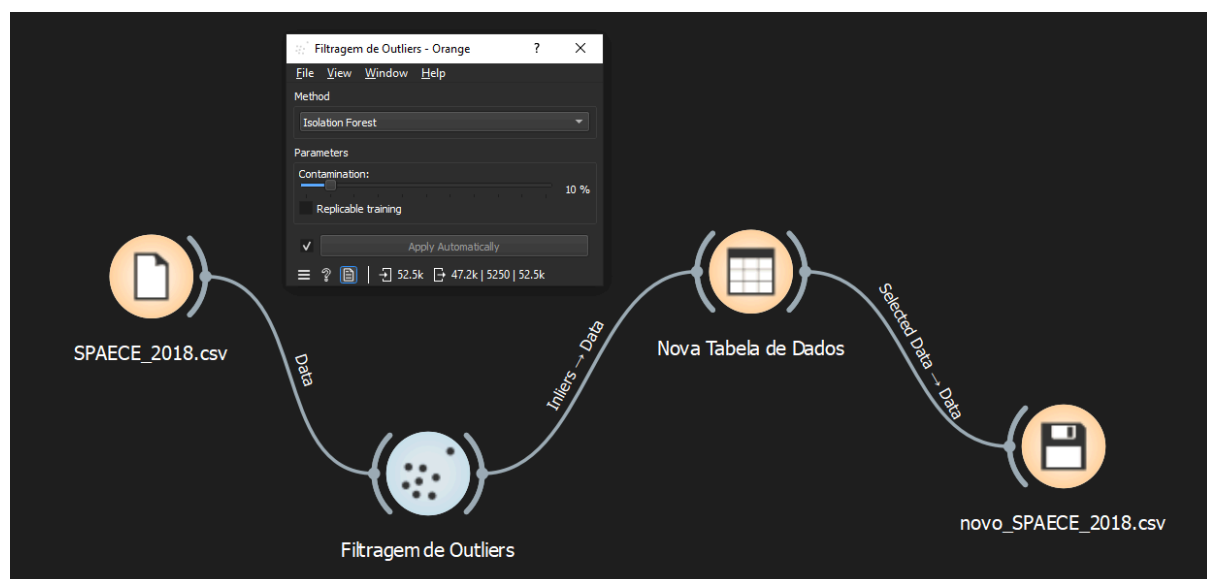 Filtragem de Outliers - Orange ? ×
File View Window Help
Method
Isolation Forest
Parameters
Contamination:
10 %
Replicable training
Apply Automatically
? 52.5k 47.2k | 5250 | 52.5k
SPAECE_2018.csv
Data
Filtragem de Outliers
Inliers → Data
Nova Tabela de Dados
Selected Data → Data
novo_SPAECE_2018.csv